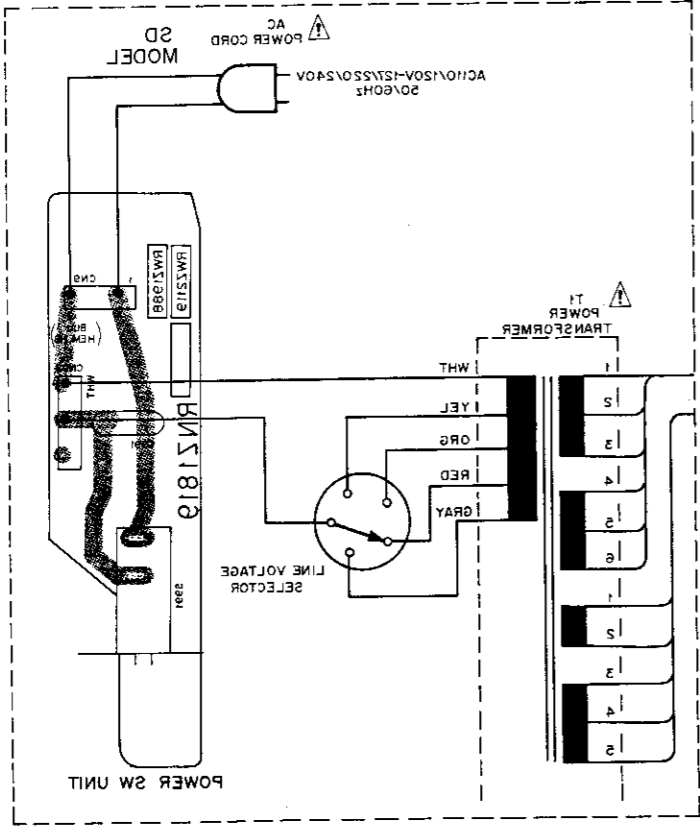 SD
MODEL
AC
POWER CORD
AC110/120V-127/220/240V
50/60Hz
CN9
1
RWZ1988
RWZ2119
WHT
RNZ1819
S991
POWER SW UNIT
LINE VOLTAGE
SELECTOR
T1
POWER
TRANSFORMER
WHT
YEL
ORG
RED
GRAY
1
2
3
4
5
6
1
2
3
4
5